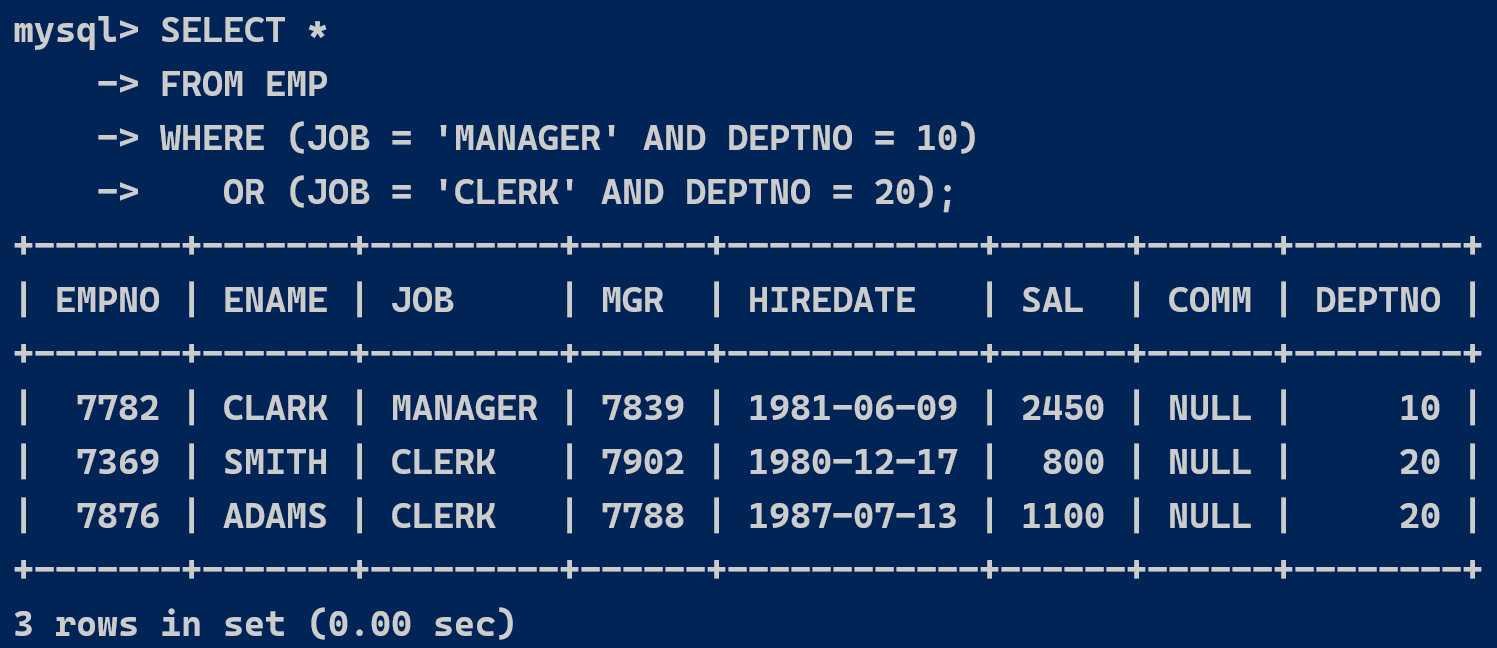 mysql> SELECT *
    -> FROM EMP
    -> WHERE (JOB = 'MANAGER' AND DEPTNO = 10)
    ->    OR (JOB = 'CLERK' AND DEPTNO = 20);
+-------+-------+---------+------+------------+------+------+--------+
| EMPNO | ENAME | JOB     | MGR  | HIREDATE   | SAL  | COMM | DEPTNO |
+-------+-------+---------+------+------------+------+------+--------+
|  7782 | CLARK | MANAGER | 7839 | 1981-06-09 | 2450 | NULL |     10 |
|  7369 | SMITH | CLERK   | 7902 | 1980-12-17 |  800 | NULL |     20 |
|  7876 | ADAMS | CLERK   | 7788 | 1987-07-13 | 1100 | NULL |     20 |
+-------+-------+---------+------+------------+------+------+--------+
3 rows in set (0.00 sec)